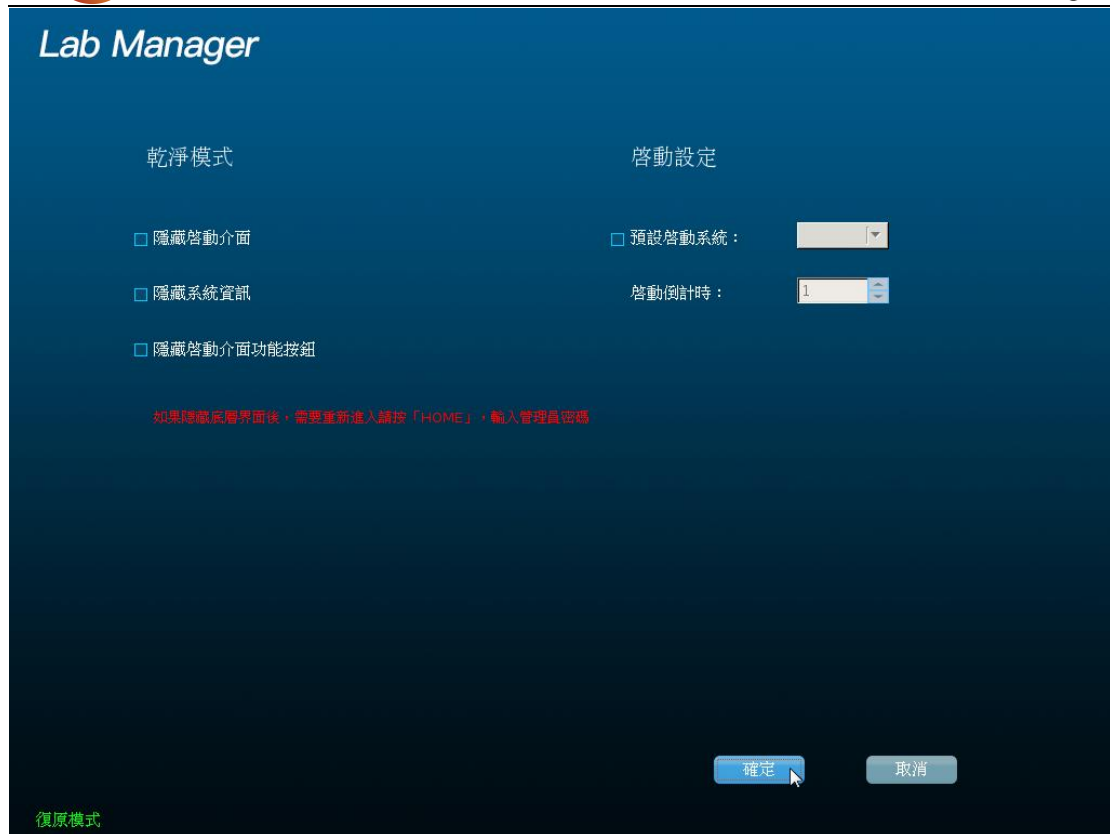 Lab Manager
乾淨模式
啓動設定
隱藏啓動介面
預設啓動系統：
隱藏系統資訊
啓動倒計時：
1
隱藏啓動介面功能按鈕
如果隱藏底層界面後，需要重新進入請按「HOME」，輸入管理員密碼
確定
取消
復原模式